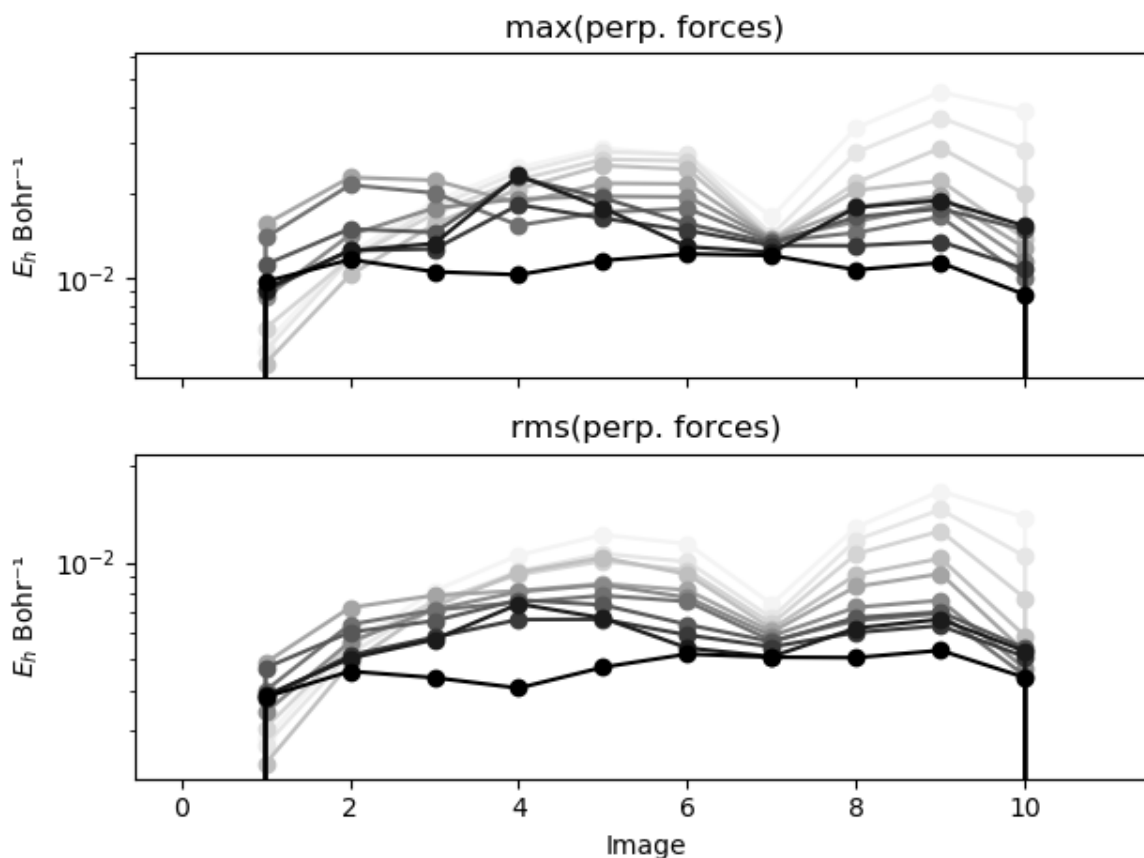 max(perp. forces)
E_h Bohr⁻¹
10⁻²
rms(perp. forces)
E_h Bohr⁻¹
10⁻²
0 2 4 6 8 10
Image